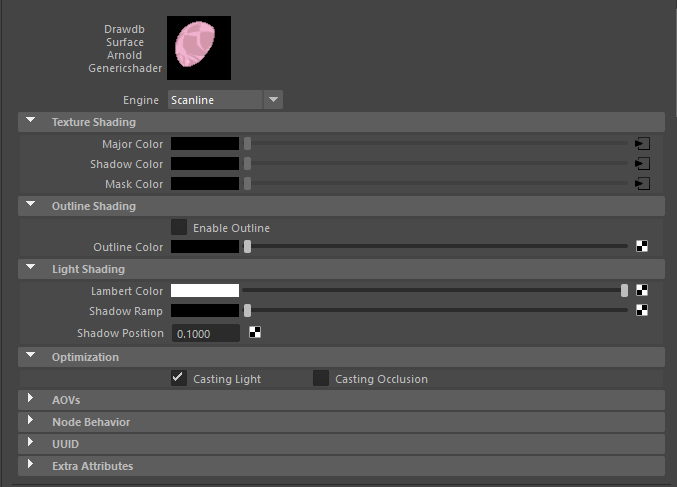 Drawdb
Surface
Arnold
Genericshader
Engine Scanline
Texture Shading
Major Color
Shadow Color
Mask Color
Outline Shading
Enable Outline
Outline Color
Light Shading
Lambert Color
Shadow Ramp
Shadow Position 0.1000
Optimization
Casting Light Casting Occlusion
AOVs
Node Behavior
UUID
Extra Attributes